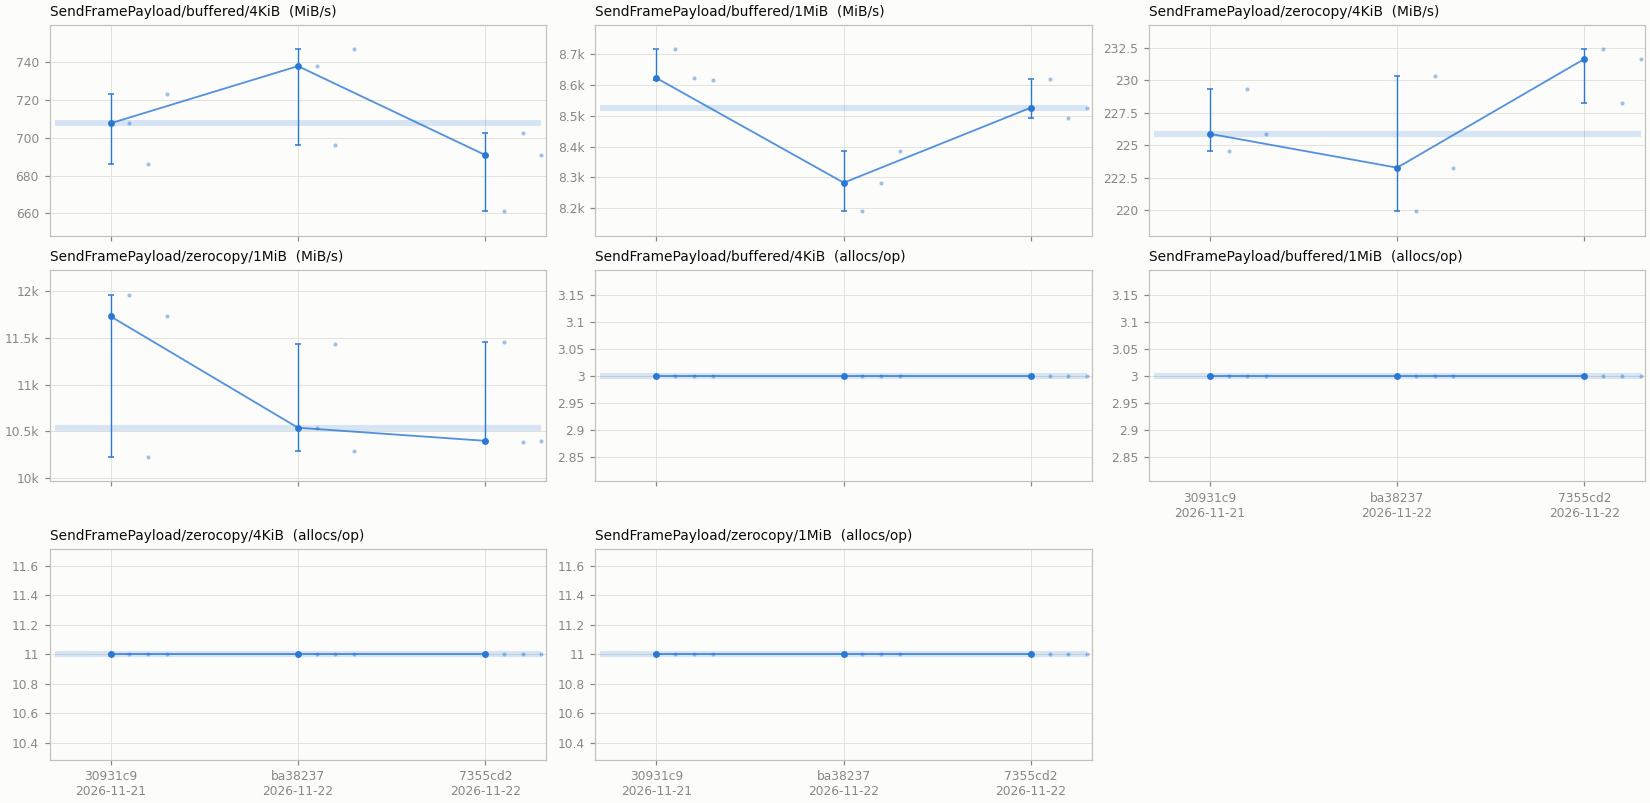 SendFramePayload/buffered/4KiB (MiB/s)
740
720
700
680
660
SendFramePayload/buffered/1MiB (MiB/s)
8.7k
8.6k
8.5k
8.4k
8.3k
8.2k
SendFramePayload/zerocopy/4KiB (MiB/s)
232.5
230
227.5
225
222.5
220
SendFramePayload/zerocopy/1MiB (MiB/s)
12k
11.5k
11k
10.5k
10k
SendFramePayload/buffered/4KiB (allocs/op)
3.15
3.1
3.05
3
2.95
2.9
2.85
SendFramePayload/buffered/1MiB (allocs/op)
3.15
3.1
3.05
3
2.95
2.9
2.85
30931c9
2026-11-21
ba38237
2026-11-22
7355cd2
2026-11-22
SendFramePayload/zerocopy/4KiB (allocs/op)
11.6
11.4
11.2
11
10.8
10.6
10.4
30931c9
2026-11-21
ba38237
2026-11-22
7355cd2
2026-11-22
SendFramePayload/zerocopy/1MiB (allocs/op)
11.6
11.4
11.2
11
10.8
10.6
10.4
30931c9
2026-11-21
ba38237
2026-11-22
7355cd2
2026-11-22